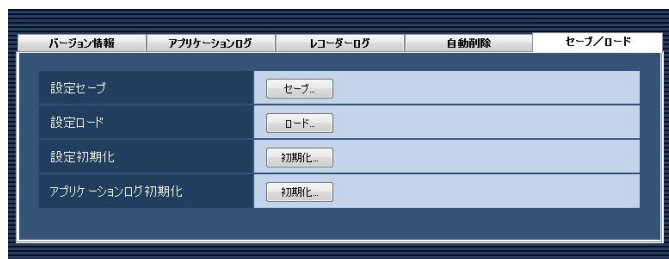 バージョン情報 アプリケーションログ レコーダーログ 自動削除 セーブ／ロード
設定セーブ セーブ...
設定ロード ロード...
設定初期化 初期化...
アプリケーションログ初期化 初期化...